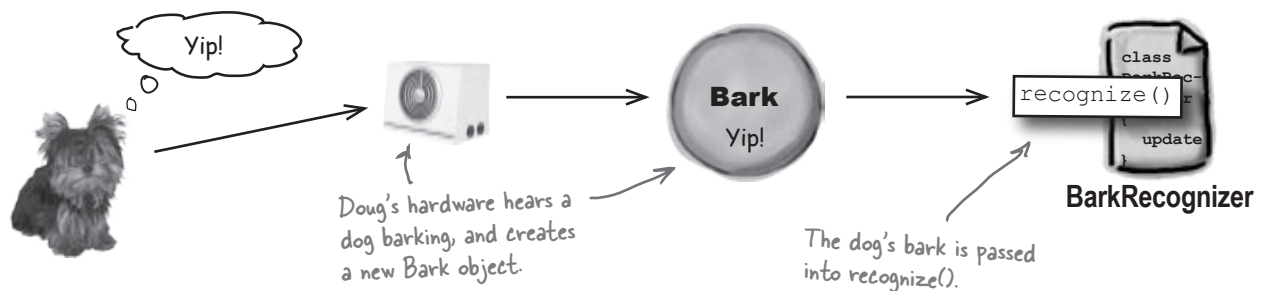 Yip!
Bark
Yip!
class
recognize()
{
update
}
BarkRecognizer
Doug's hardware hears a
dog barking, and creates
a new Bark object.
The dog's bark is passed
into recognize().